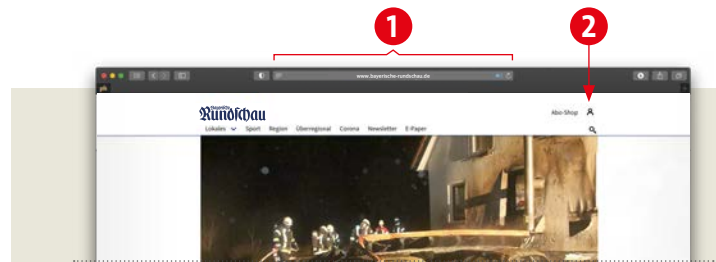 1 2
www.bayerische-rundschau.de
Bayerische
Rundschau
Abo-Shop
Lokales Sport Region Überregional Corona Newsletter E-Paper